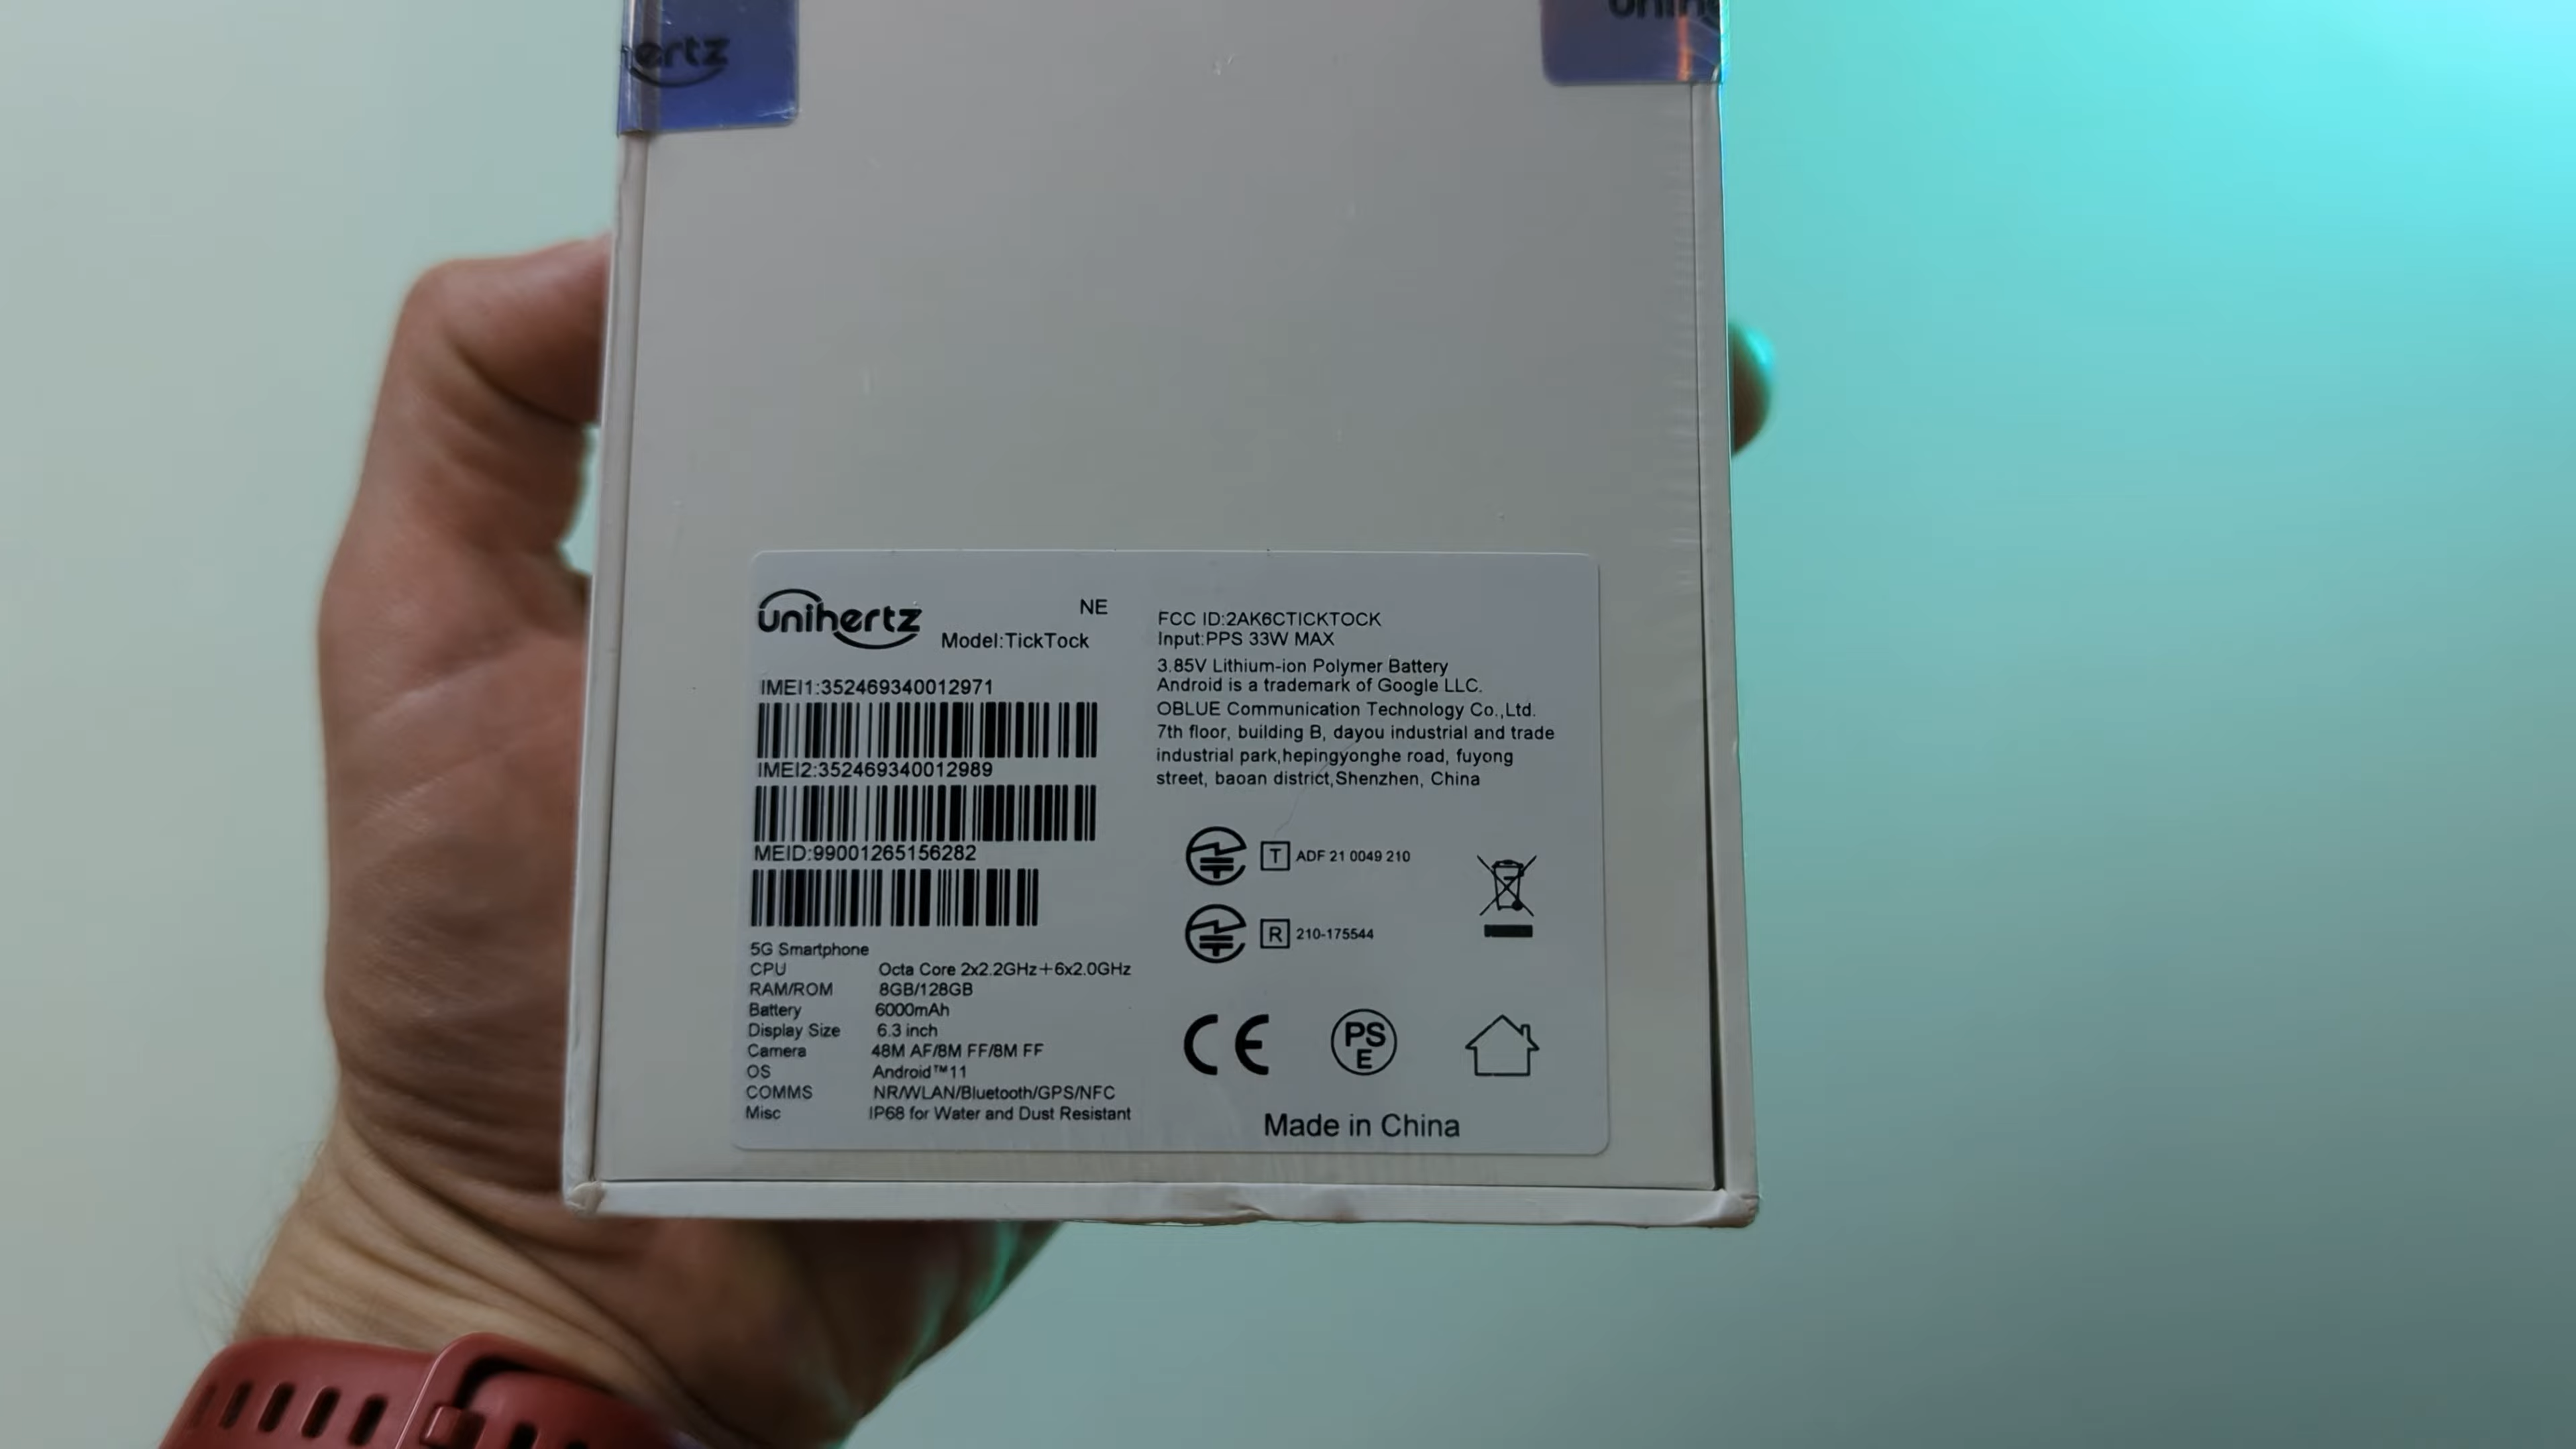 unihertz
NE
Model:TickTock
IMEI1:352469340012971
IMEI2:352469340012989
MEID:99001265156282
5G Smartphone
CPU Octa Core 2x2.2GHz+6x2.0GHz
RAM/ROM 8GB/128GB
Battery 6000mAh
Display Size 6.3 inch
Camera 48M AF/8M FF/8M FF
OS Android™11
COMMS NR/WLAN/Bluetooth/GPS/NFC
Misc IP68 for Water and Dust Resistant
FCC ID:2AK6CTICKTOCK
Input:PPS 33W MAX
3.85V Lithium-ion Polymer Battery
Android is a trademark of Google LLC.
OBLUE Communication Technology Co.,Ltd.
7th floor, building B, dayou industrial and trade
industrial park,hepingyonghe road, fuyong
street, baoan district,Shenzhen, China
T ADF 21 0049 210
R 210-175544
CE
PS
E
Made in China